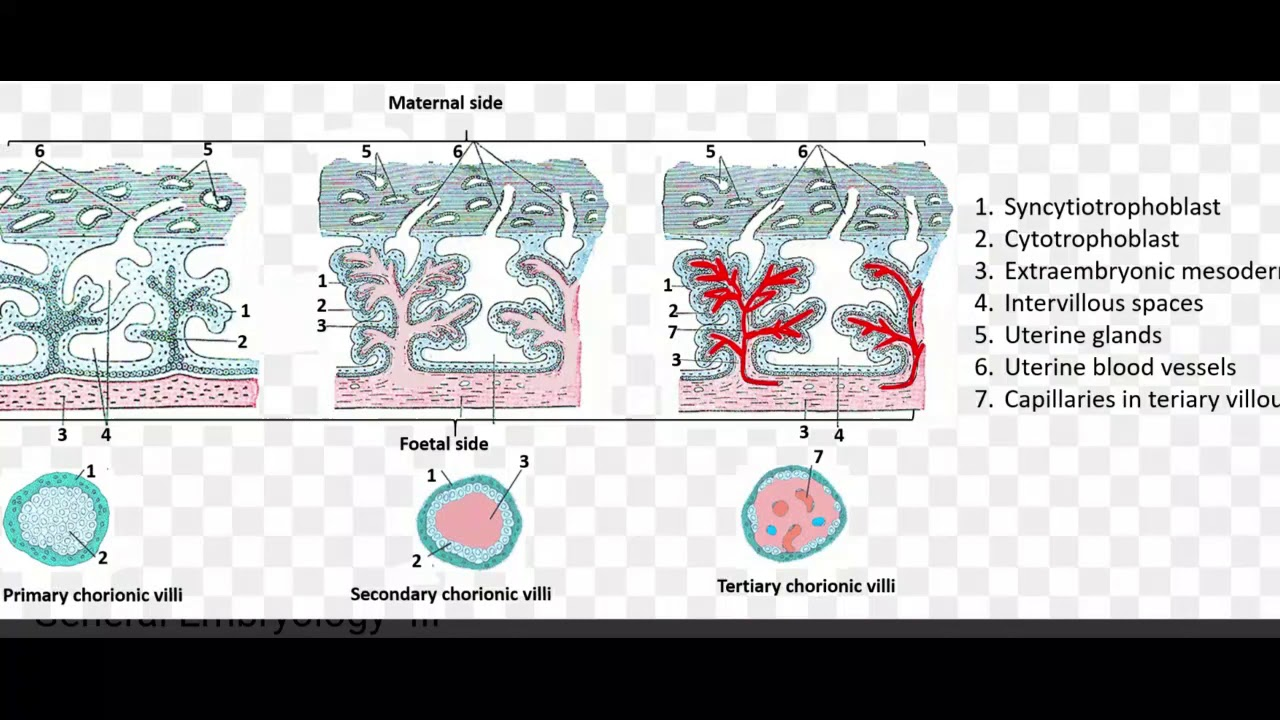 Maternal side
6 5 5 6 5 6
1 1
2 2
3 7
1 3
2
3 4 3 4
Foetal side
1 1 3 7
2 2
Primary chorionic villi Secondary chorionic villi Tertiary chorionic villi
1. Syncytiotrophoblast
2. Cytotrophoblast
3. Extraembryonic mesoder
4. Intervillous spaces
5. Uterine glands
6. Uterine blood vessels
7. Capillaries in teriary villou
General Embryology III